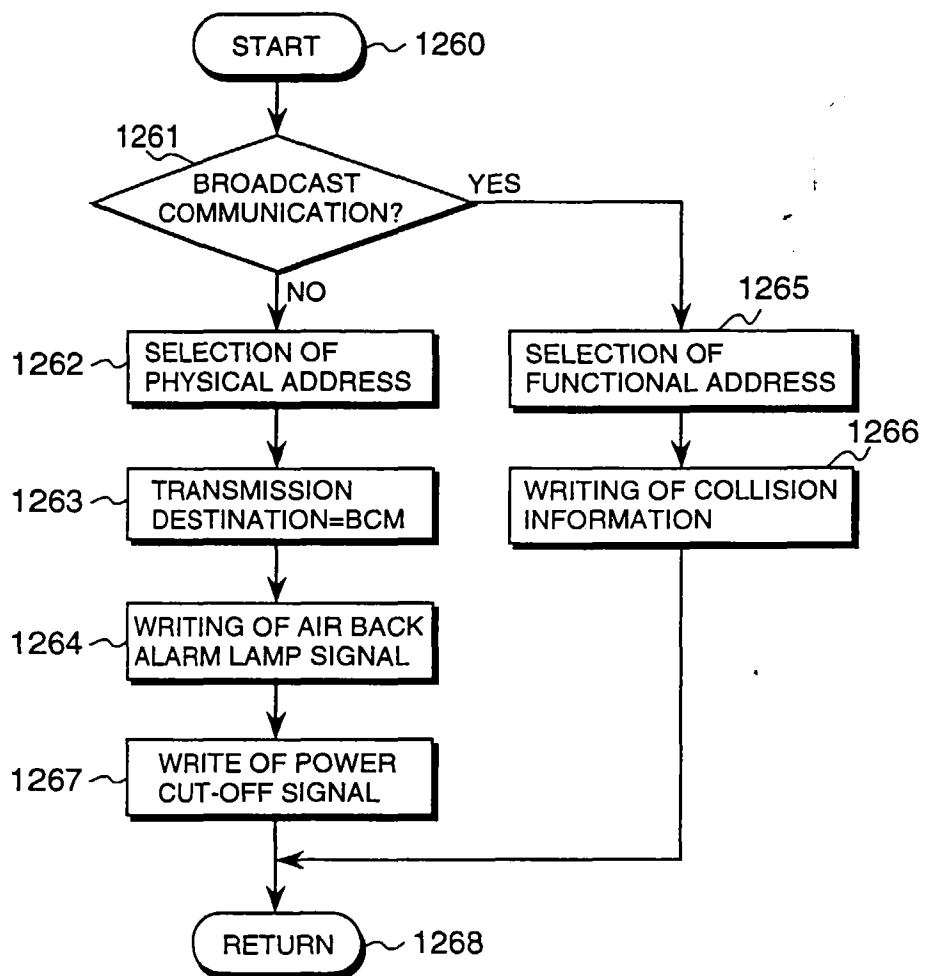 START
1260
1261
BROADCAST
COMMUNICATION?
YES
NO
1262
SELECTION OF
PHYSICAL ADDRESS
1265
SELECTION OF
FUNCTIONAL ADDRESS
1263
TRANSMISSION
DESTINATION=BCM
1266
WRITING OF COLLISION
INFORMATION
1264
WRITING OF AIR BACK
ALARM LAMP SIGNAL
1267
WRITE OF POWER
CUT-OFF SIGNAL
RETURN
1268